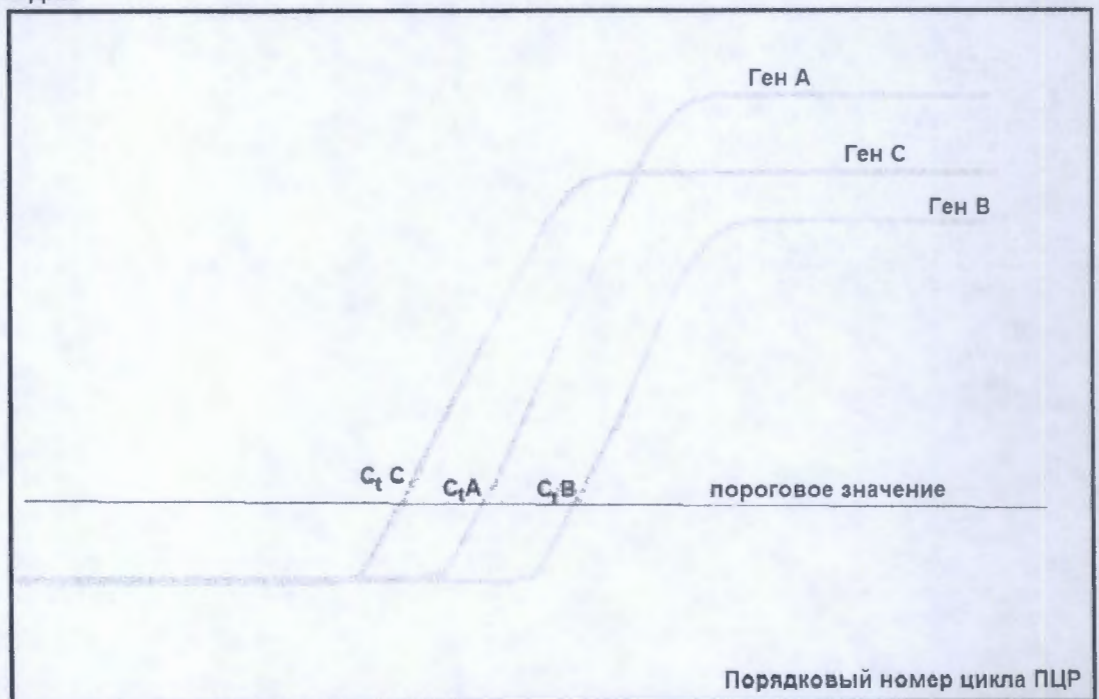 Ген А
Ген С
Ген В
Cₜ C
CₜA
CₜB
пороговое значение
Порядковый номер цикла ПЦР